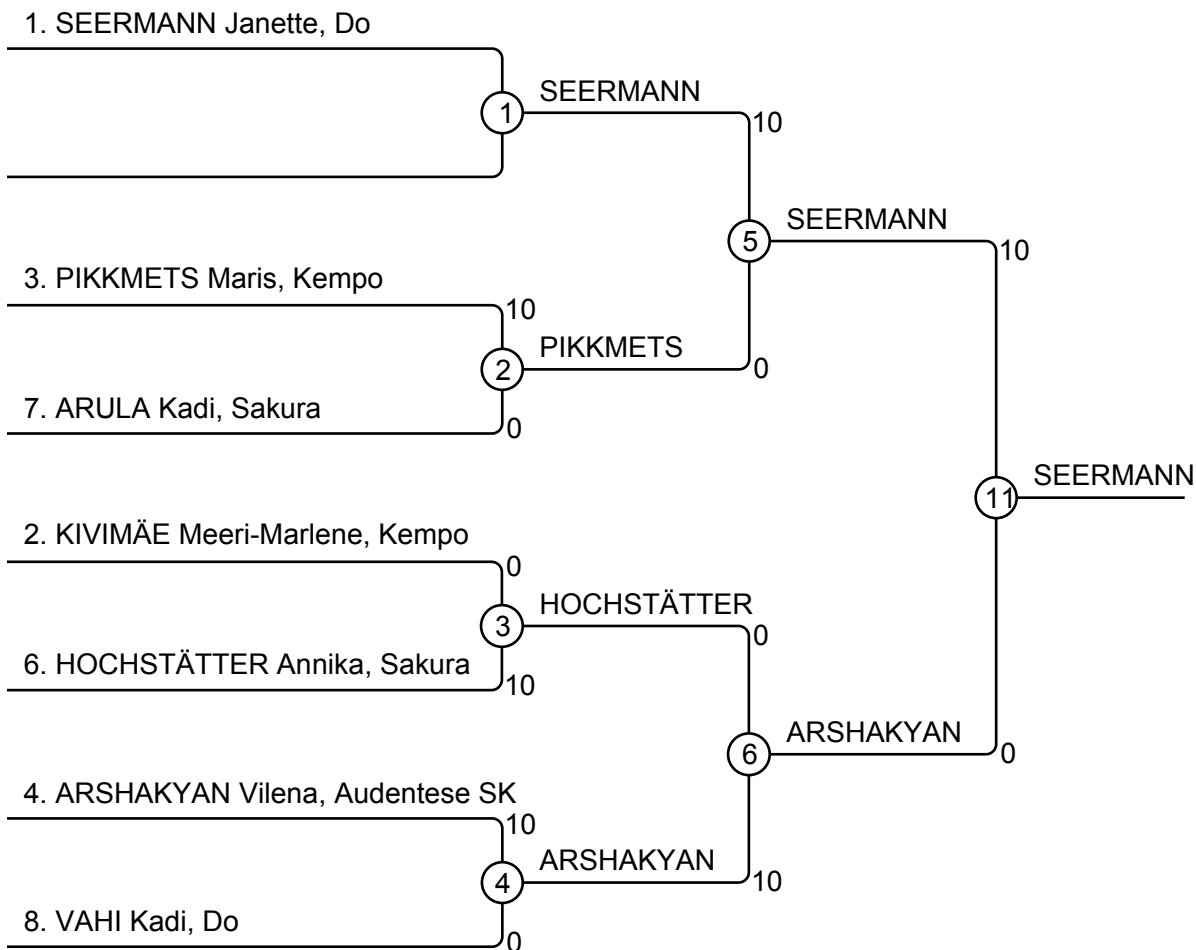 1. SEERMANN Janette, Do
1
SEERMANN
10
5
SEERMANN
10
3. PIKKMETS Maris, Kempo
10
2
PIKKMETS
0
7. ARULA Kadi, Sakura
0
11
SEERMANN
2. KIVIMÄE Meeri-Marlene, Kempo
0
3
HOCHSTÄTTER
0
6. HOCHSTÄTTER Annika, Sakura
10
6
ARSHAKYAN
0
4. ARSHAKYAN Vilena, Audentese SK
10
4
ARSHAKYAN
10
8. VAHI Kadi, Do
0